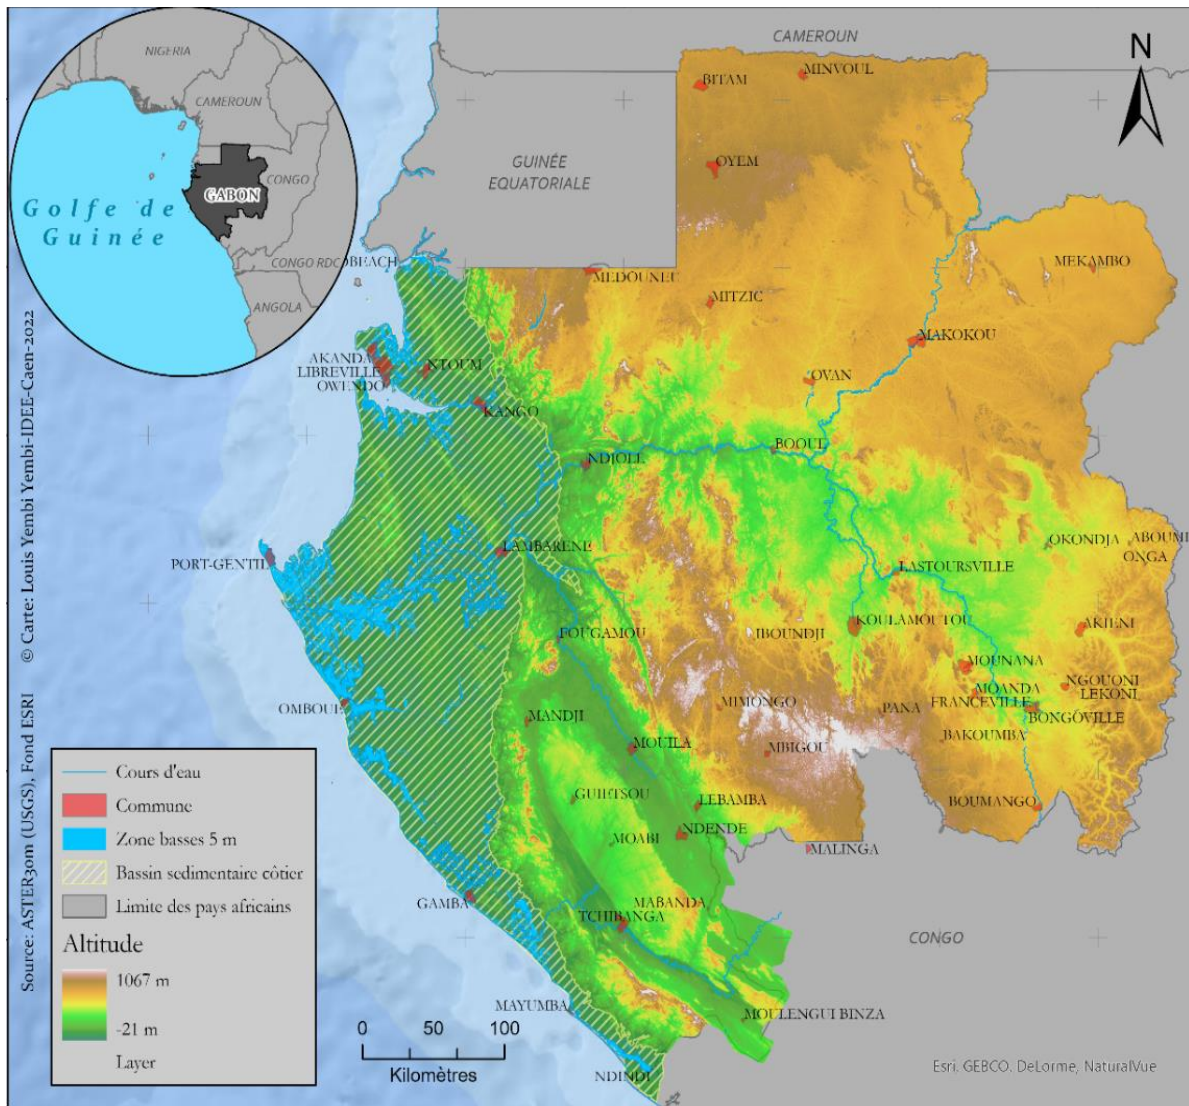 NIGERIA
CAMEROUN
GABON
CONGO
Golfe de
Guinée
CONGO RDC
ANGOLA
CAMEROUN
N
GUINÉE
EQUATORIALE
CONGO
BITAM
MINVOUL
OYEM
OBEACH
MEDOUNEU
MEKAMBO
MITZIC
MAKOKOU
AKANDA
LIBREVILLE
OWENDO
NTOUM
OVAN
KANGO
BOOUE
NDJOLE
LAMBARENE
PORT-GENTIL
OKONDJA
ABOUMI
ONGA
LASTOURSVILLE
FOUGAMOU
IBOUNDJI
KOULAMOUTOU
AKIENI
MOUNANA
NGOUONI
LEKONI
MOANDA
FRANCEVILLE
BONGOVILLE
OMBOUE
MANDJI
MIMONGO
PANA
BAKOUMBA
MOUILA
MBIGOU
GUIETSOU
LEBAMBA
BOUMANGO
MOABI
NDENDE
MALINGA
GAMBA
MABANDA
TCHIBANGA
MAYUMBA
MOULENGUI BINZA
NDINDI
Cours d'eau
Commune
Zone basses 5 m
Bassin sedimentaire côtier
Limite des pays africains
Altitude
1067 m
-21 m
Layer
0 50 100
Kilomètres
Esri, GEBCO, DeLorme, NaturalVue
© Carte: Louis Yembi Yembi-IDEE-Caen-2022
Source: ASTER30m (USGS), Fond ESRI